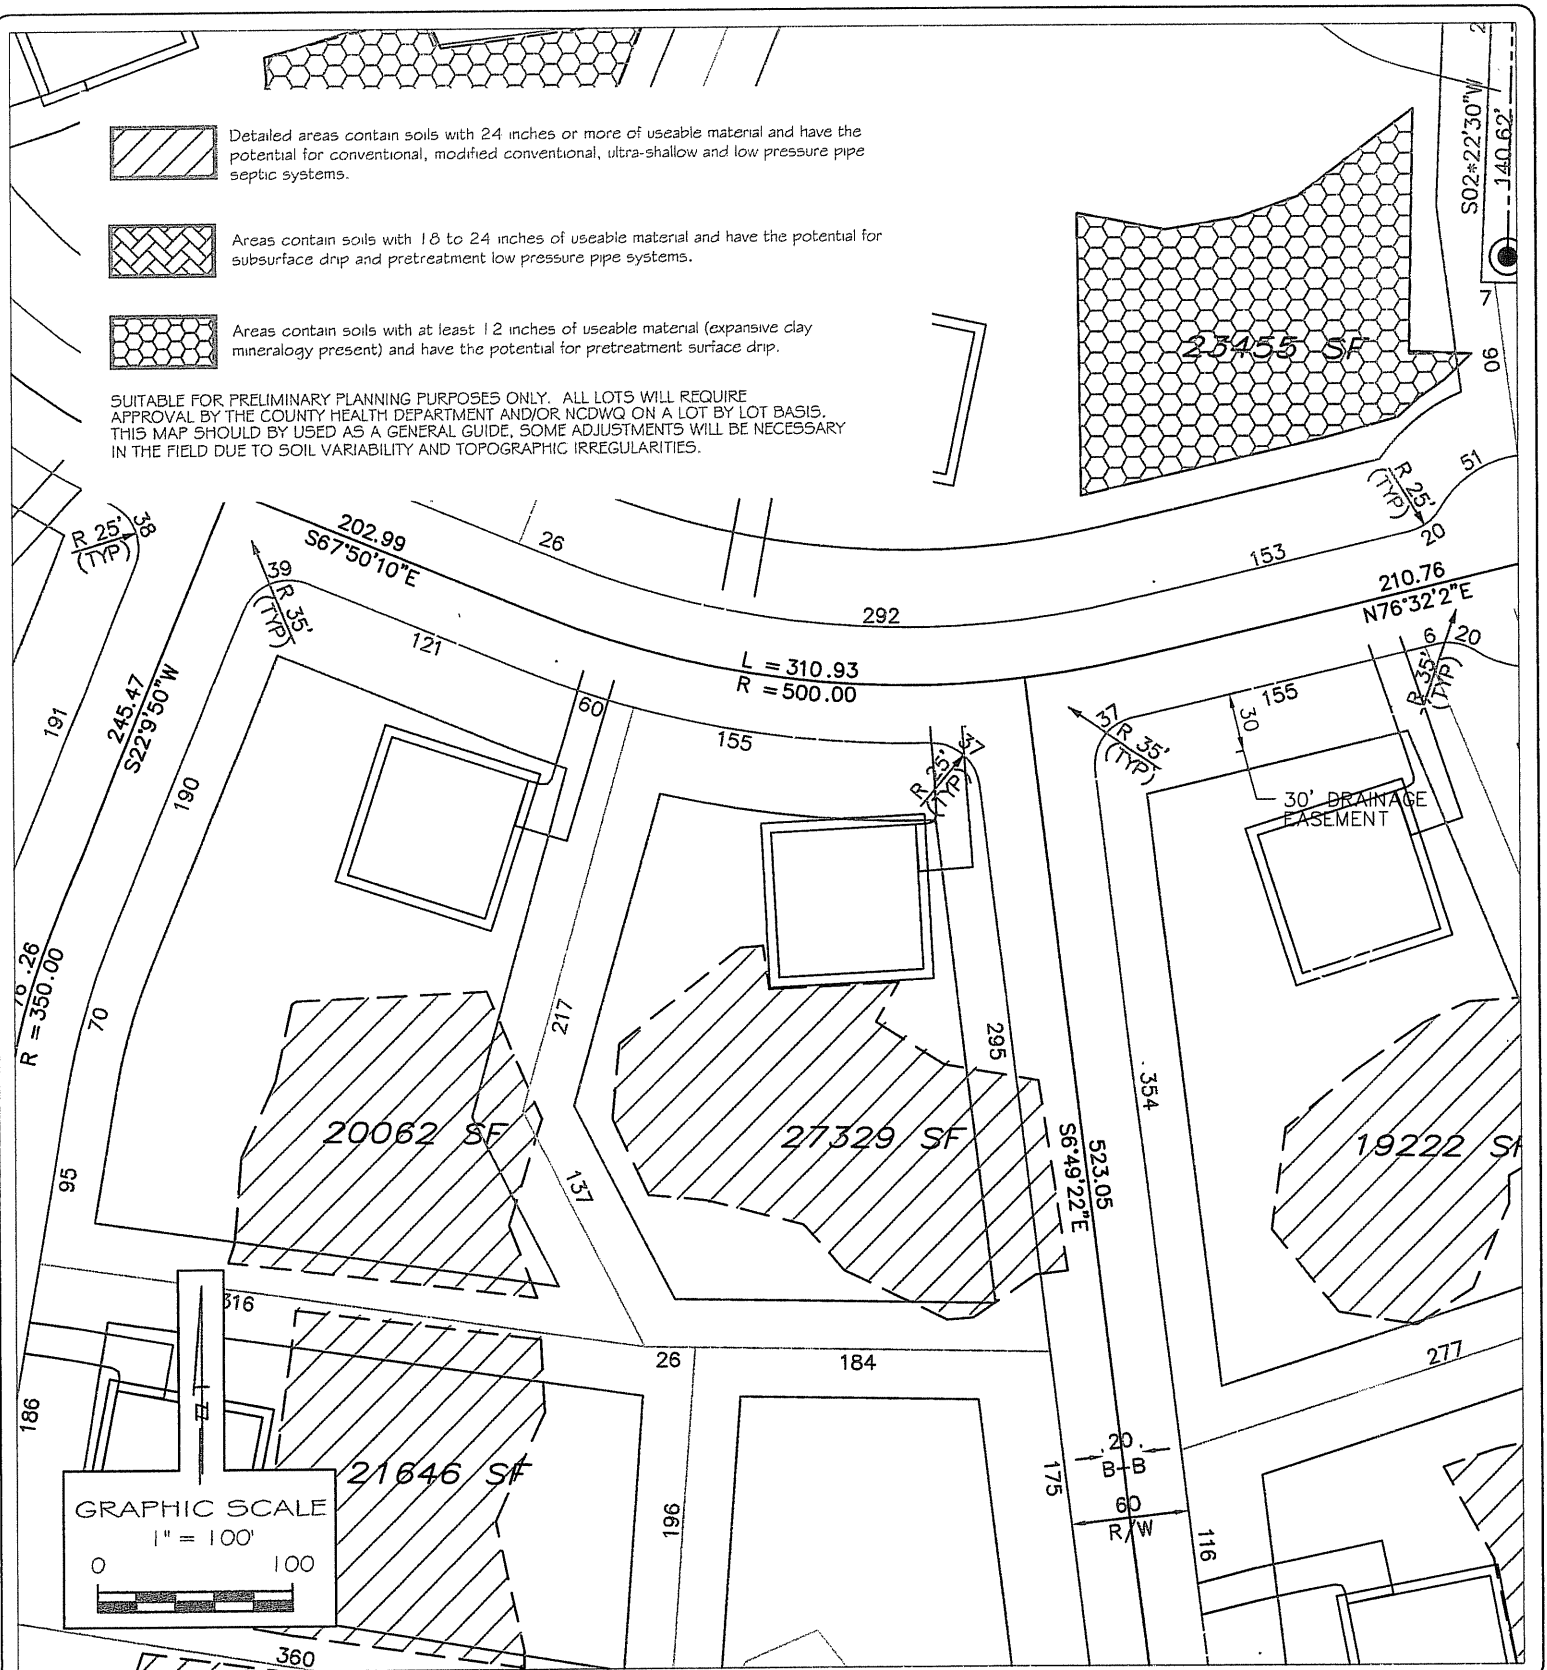 Detailed areas contain soils with 24 inches or more of useable material and have the
potential for conventional, modified conventional, ultra-shallow and low pressure pipe
septic systems.
Areas contain soils with 18 to 24 inches of useable material and have the potential for
subsurface drip and pretreatment low pressure pipe systems.
Areas contain soils with at least 12 inches of useable material (expansive clay
mineralogy present) and have the potential for pretreatment surface drip.
SUITABLE FOR PRELIMINARY PLANNING PURPOSES ONLY. ALL LOTS WILL REQUIRE
APPROVAL BY THE COUNTY HEALTH DEPARTMENT AND/OR NCDWQ ON A LOT BY LOT BASIS.
THIS MAP SHOULD BY USED AS A GENERAL GUIDE, SOME ADJUSTMENTS WILL BE NECESSARY
IN THE FIELD DUE TO SOIL VARIABILITY AND TOPOGRAPHIC IRREGULARITIES.
2
S02*22'30"W
140.62'
7
90
23455 SF
51
R 25'
(TYP)
20
153
210.76
N76°32'2"E
R 25'
(TYP)
38
202.99
S67°50'10"E
26
292
39
R 35'
(TYP)
121
L = 310.93
R = 500.00
6
20
R 35'
(TYP)
155
30
37
R 35'
(TYP)
30' DRAINAGE
EASEMENT
60
155
37
R 25'
(TYP)
245.47
S22°9'50"W
191
190
.26
R = 350.00
70
217
295
354
20062 SF
27329 SF
19222 SF
95
137
523.05
S6°49'22"E
316
26
184
277
186
21646 SF
196
175
20
B-B
60
R/W
116
GRAPHIC SCALE
1" = 100'
0
100
360